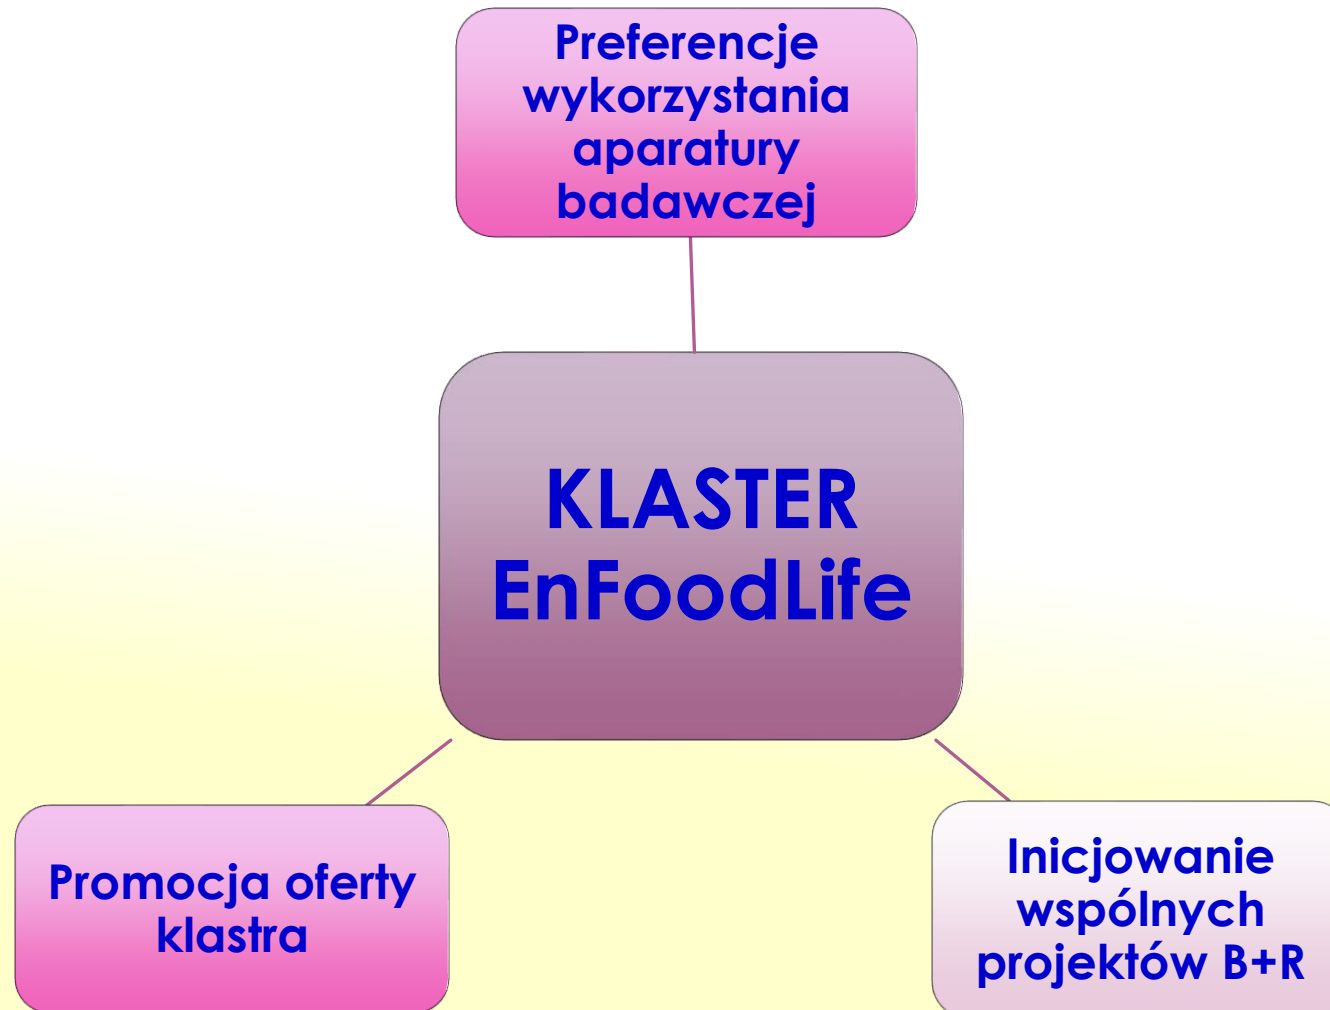 Preferencje
wykorzystania
aparatury
badawczej
KLASTER
EnFoodLife
Promocja oferty
klastra
Inicjowanie
wspólnych
projektów B+R